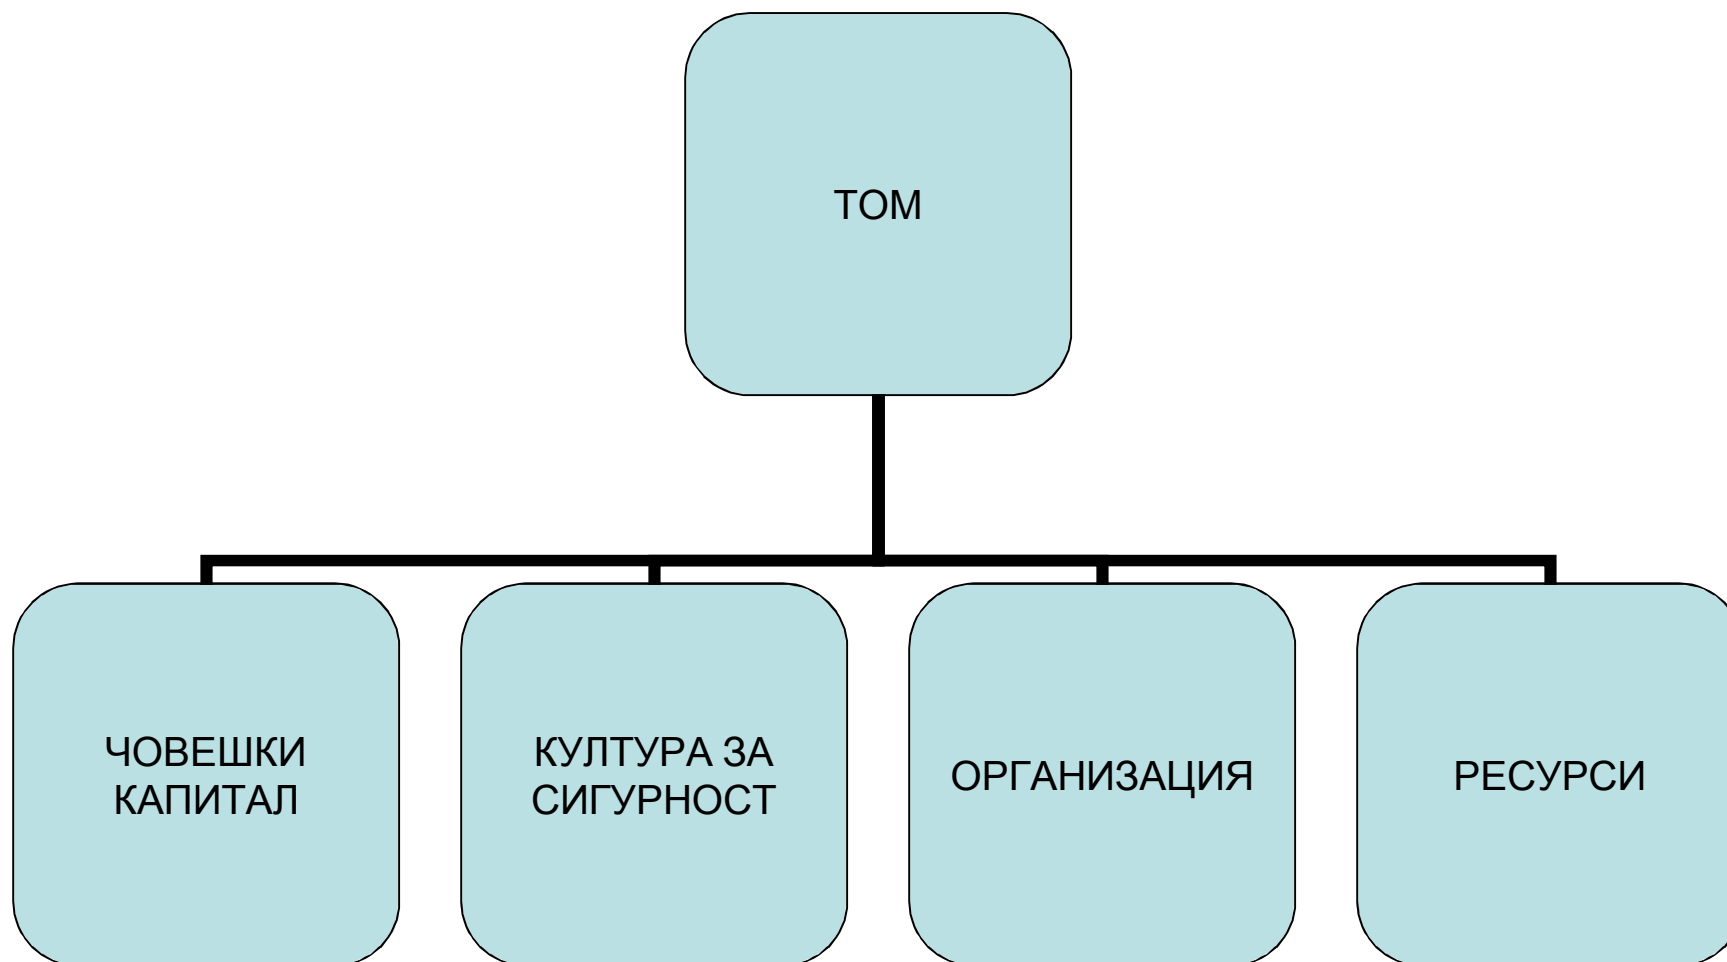 ТОМ
ЧОВЕШКИ
КАПИТАЛ
КУЛТУРА ЗА
СИГУРНОСТ
ОРГАНИЗАЦИЯ
РЕСУРСИ